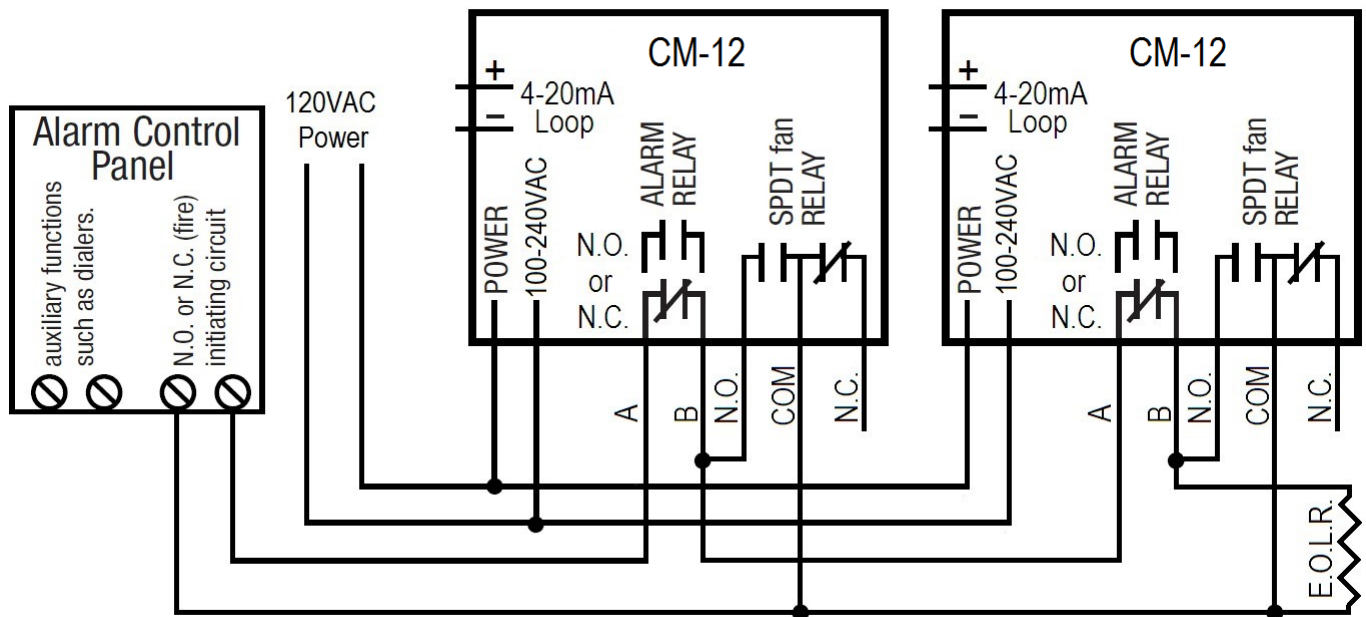 Alarm Control
Panel
auxiliary functions
such as dialers.
N.O. or N.C. (fire)
initiating circuit
120VAC
Power
CM-12
+
4-20mA
–
Loop
POWER
100-240VAC
ALARM
RELAY
N.O.
or
N.C.
SPDT fan
RELAY
A
B
N.O.
COM
N.C.
CM-12
+
4-20mA
–
Loop
POWER
100-240VAC
ALARM
RELAY
N.O.
or
N.C.
SPDT fan
RELAY
A
B
N.O.
COM
N.C.
E.O.L.R.